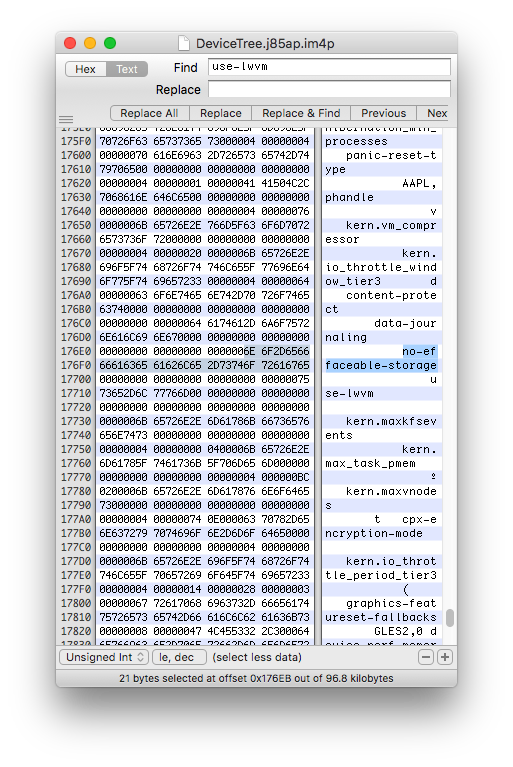 DeviceTree.j85ap.im4p
Hex Text Find use-lwvm
Replace
Replace All Replace Replace & Find Previous Nex
175F0 70726F63 65737365 73000004 00000004 processes
17600 00000070 616E6963 2D726573 65742D74 panic-reset-t
17610 79706500 00000000 00000000 00000000 ype
17620 00000004 00000001 00000041 41504C2C AAPL,
17630 7068616E 646C6500 00000000 00000000 phandle
17640 00000000 00000000 00000004 00000076 v
17650 0000006B 65726E2E 766D5F63 6F6D7072 kern.vm_compr
17660 6573736F 72000000 00000000 00000000 essor
17670 00000004 00000020 0000006B 65726E2E kern.
17680 696F5F74 68726F74 746C655F 77696E64 io_throttle_wind
17690 6F775F74 69657233 00000004 00000064 ow_tier3 d
176A0 00000063 6F6E7465 6E742D70 726F7465 content-prote
176B0 63740000 00000000 00000000 00000000 ct
176C0 00000000 00000064 6174612D 6A6F7572 data-jour
176D0 6E616C69 6E670000 00000000 00000000 naling
176E0 00000000 00000000 0000006E 6F2D6566 no-ef
176F0 66616365 61626C65 2D73746F 72616765 faceable-storage
17700 00000000 00000000 00000000 00000075 u
17710 73652D6C 77766D00 00000000 00000000 se-lwvm
17720 00000000 00000000 00000000 00000000
17730 0000006B 65726E2E 6D61786B 66736576 kern.maxkfsev
17740 656E7473 00000000 00000000 00000000 ents
17750 00000004 00000000 0400006B 65726E2E kern.
17760 6D61785F 7461736B 5F706D65 6D000000 max_task_pmem
17770 00000000 00000000 00000004 000000BC º
17780 0200006B 65726E2E 6D617876 6E6F6465 kern.maxvnode
17790 73000000 00000000 00000000 00000000 s
177A0 00000004 00000074 0E000063 70782D65 t cpx-e
177B0 6E637279 7074696F 6E2D6D6F 64650000 ncryption-mode
177C0 00000000 00000000 00000004 00000000
177D0 0000006B 65726E2E 696F5F74 68726F74 kern.io_throt
177E0 746C655F 70657269 6F645F74 69657233 tle_period_tier3
177F0 00000004 00000014 00000028 00000003 (
17800 00000067 72617068 6963732D 66656174 graphics-feat
17810 75726573 65742D66 616C6C62 61636B73 ureset-fallbacks
17820 00000008 00000047 4C455332 2C300064 GLES2,0 d
Unsigned Int le, dec (select less data)
21 bytes selected at offset 0x176EB out of 96.8 kilobytes